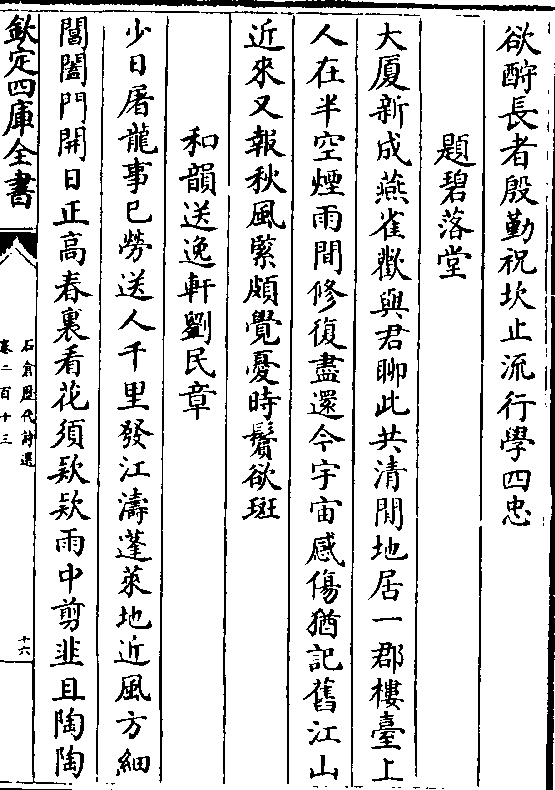 欲酧長者殷勤祝坎止流行學四忠
題碧落堂
大厦新成燕雀歡與君聊此共清閒地居一郡樓臺上
人在半空煙雨間修復盡還今宇宙感傷猶記舊江山
近來又報秋風緊頗覺憂時鬢欲斑
和韻送逸軒劉民章
少日屠龍事已勞送人千里發江濤蓬萊地近風方細
閶闔門開日正高春裏看花須款款雨中剪韭且陶陶
欽定四庫全書
石倉歷代詩選
卷二百十三
十六